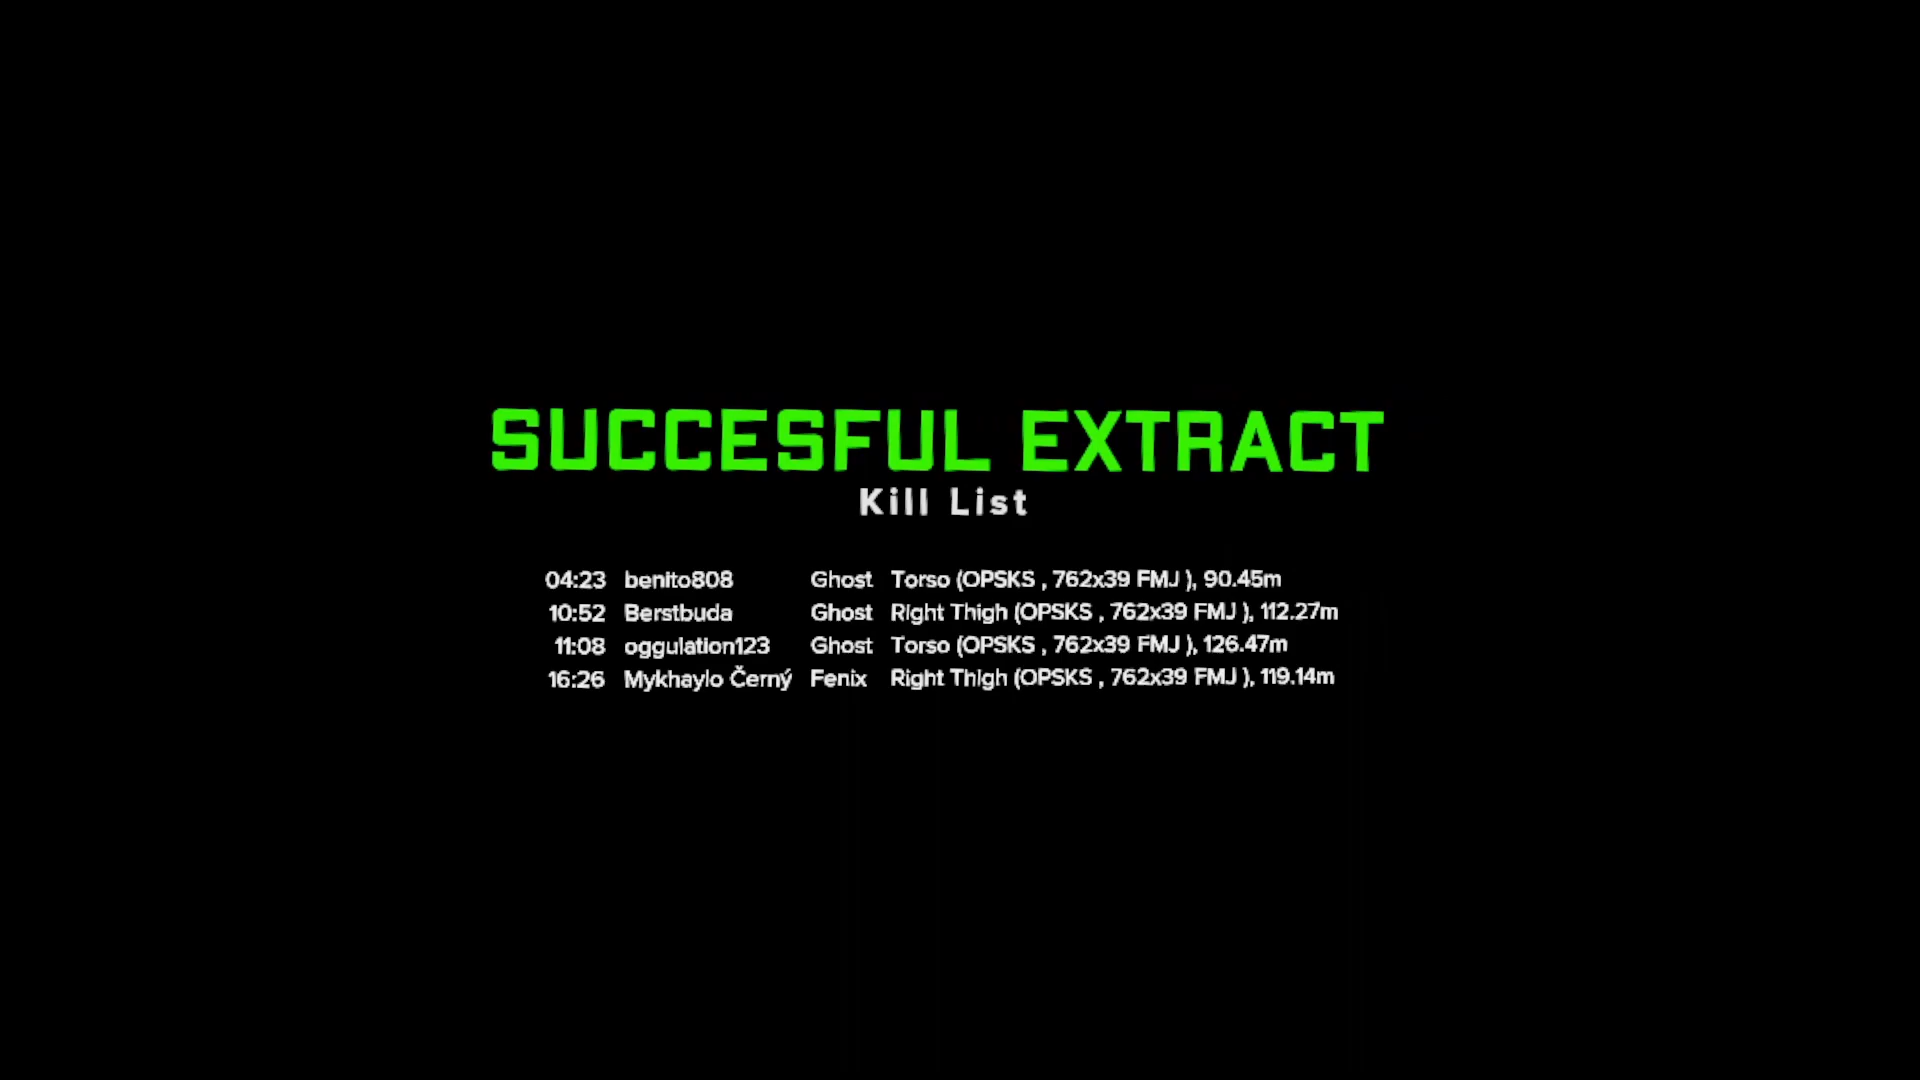 SUCCESFUL EXTRACT
Kill List
04:23 benito808 Ghost Torso (OPSKS , 762x39 FMJ ), 90.45m
10:52 Berstbuda Ghost Right Thigh (OPSKS , 762x39 FMJ ), 112.27m
11:08 oggulation123 Ghost Torso (OPSKS , 762x39 FMJ ), 126.47m
16:26 Mykhaylo Černý Fenix Right Thigh (OPSKS , 762x39 FMJ ), 119.14m